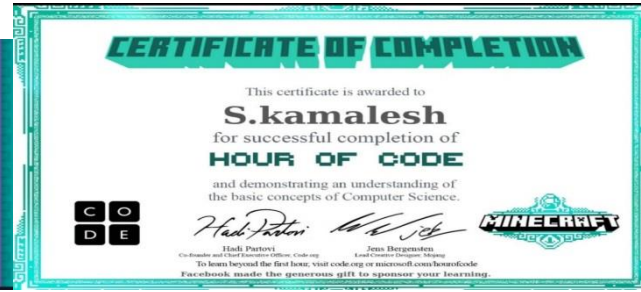 CERTIFICATE OF COMPLETION
This certificate is awarded to
S.kamalesh
for successful completion of
HOUR OF CODE
and demonstrating an understanding of
the basic concepts of Computer Science.
C O
D E
Hadi Partovi
Jeb
MINECRAFT
Hadi Partovi
Co-founder and Chief Executive Officer, Code.org
Jens Bergensten
Lead Creative Designer, Mojang
To learn beyond the first hour, visit code.org or microsoft.com/hourofcode
Facebook made the generous gift to sponsor your learning.